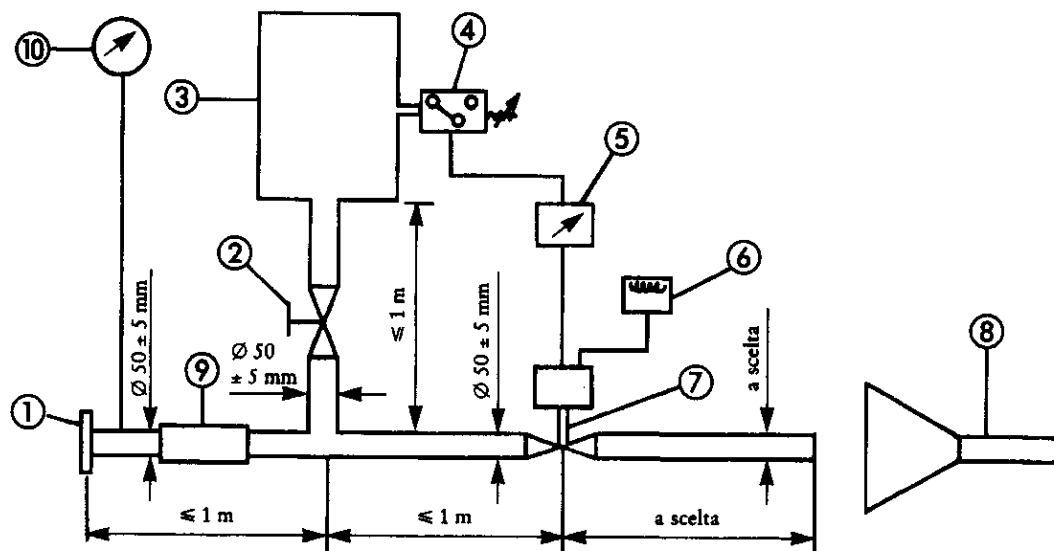 10
4
3
5
2
6
⩽ 1 m
Ø 50 ± 5 mm
Ø 50
± 5 mm
Ø 50 ± 5 mm
a scelta
9
7
8
1
⩽ 1 m
⩽ 1 m
a scelta